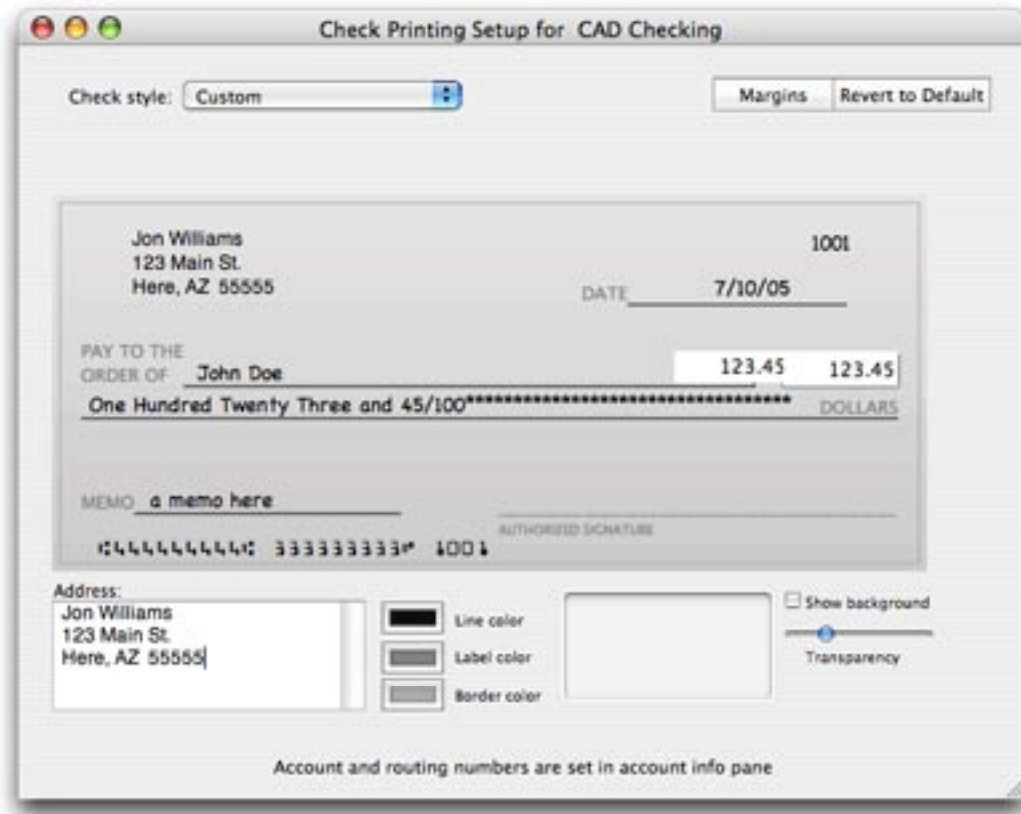 Check Printing Setup for CAD Checking
Check style: Custom
Margins
Revert to Default
Jon Williams
123 Main St.
Here, AZ 55555
1001
DATE 7/10/05
PAY TO THE
ORDER OF John Doe
123.45 123.45
One Hundred Twenty Three and 45/100**********************************
DOLLARS
MEMO a memo here
AUTHORIZED SIGNATURE
⑆444444444⑆ 333333333⑈ 1001
Address:
Jon Williams
123 Main St.
Here, AZ 55555
Line color
Label color
Border color
Show background
Transparency
Account and routing numbers are set in account info pane